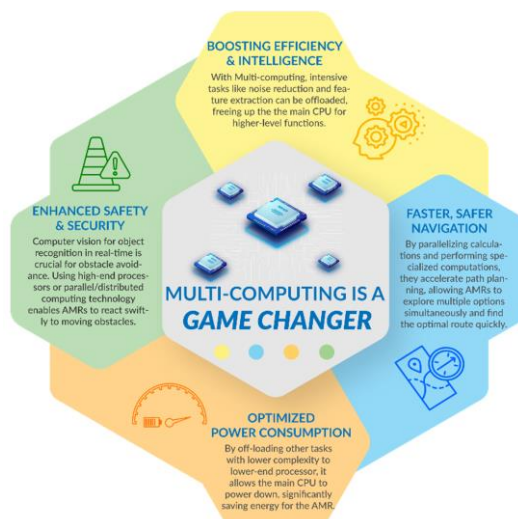 BOOSTING EFFICIENCY
& INTELLIGENCE
With Multi-computing, intensive
tasks like noise reduction and fea-
ture extraction can be offloaded,
freeing up the the main CPU for
higher-level functions.
ENHANCED SAFETY
& SECURITY
Computer vision for object
recognition in real-time is
crucial for obstacle avoid-
ance. Using high-end proces-
sors or parallel/distributed
computing technology
enables AMRs to react swift-
ly to moving obstacles.
MULTI-COMPUTING IS A
GAME CHANGER
FASTER, SAFER
NAVIGATION
By parallelizing calcula-
tions and performing spe-
cialized computations,
they accelerate path plan-
ning, allowing AMRs to
explore multiple options
simultaneously and find
the optimal route quickly.
OPTIMIZED
POWER CONSUMPTION
By off-loading other tasks
with lower complexity to
lower-end processor, it
allows the main CPU to
power down, significantly
saving energy for the AMR.